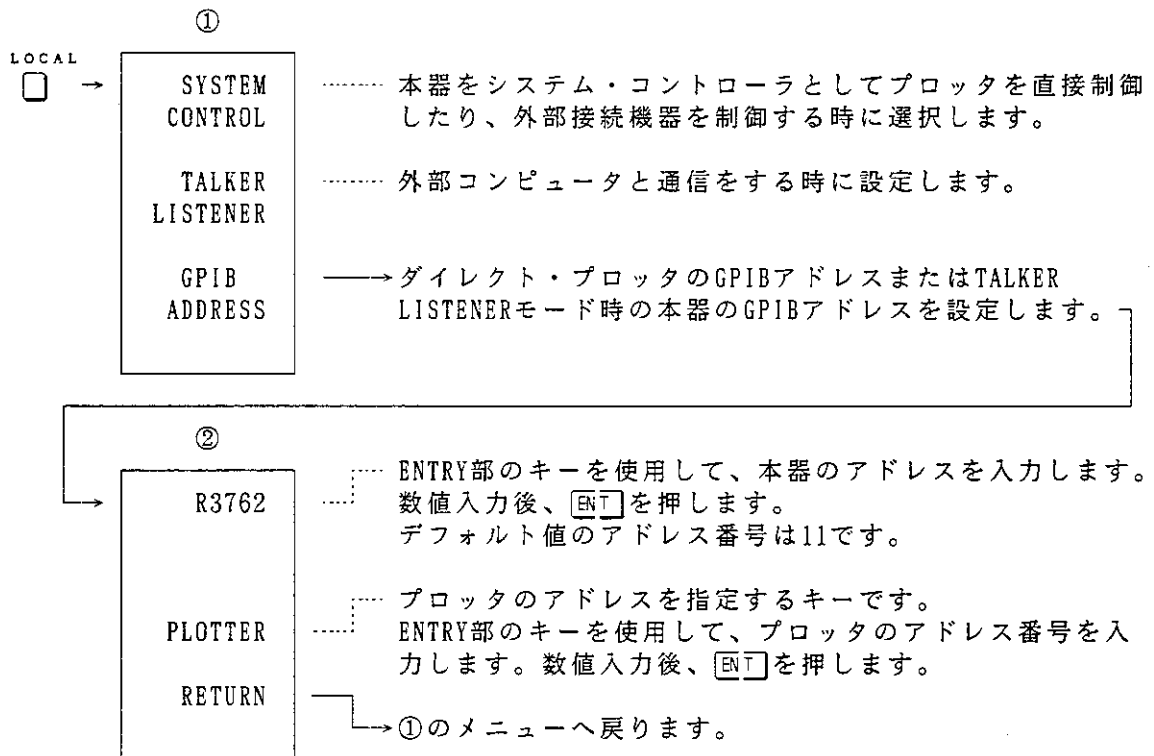 ①
LOCAL
→ SYSTEM CONTROL ........ 本器をシステム・コントローラとしてプロッタを直接制御
したり、外部接続機器を制御する時に選択します。
TALKER LISTENER ........ 外部コンピュータと通信をする時に設定します。
GPIB ADDRESS → ダイレクト・プロッタのGPIBアドレスまたはTALKER
LISTENERモード時の本器のGPIBアドレスを設定します。
②
→ R3762 ........ ENTRY部のキーを使用して、本器のアドレスを入力します。
数値入力後、ENTを押します。
デフォルト値のアドレス番号は11です。
PLOTTER ........ プロッタのアドレスを指定するキーです。
ENTRY部のキーを使用して、プロッタのアドレス番号を入
力します。数値入力後、ENTを押します。
RETURN
→ ①のメニューへ戻ります。